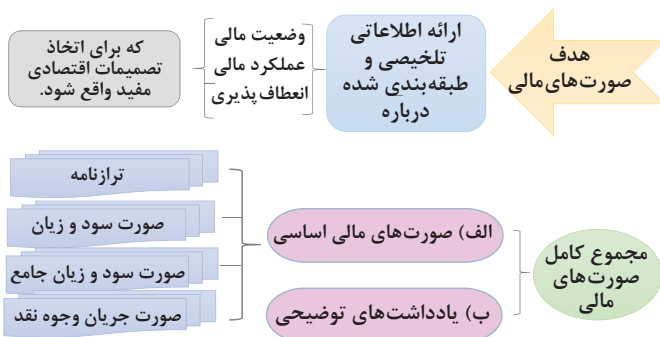 هدف
صورت‌های‌مالی
ارائه اطلاعاتی
تلخیصی و
طبقه‌بندی شده
درباره
وضعیت مالی
عملکرد مالی
انعطاف‌پذیری
که برای اتخاذ
تصمیمات اقتصادی
مفید واقع شود.
مجموع کامل
صورت‌های
مالی
الف) صورت‌های مالی اساسی
ب) یادداشت‌های توضیحی
ترازنامه
صورت سود و زیان
صورت سود و زیان جامع
صورت جریان وجوه نقد